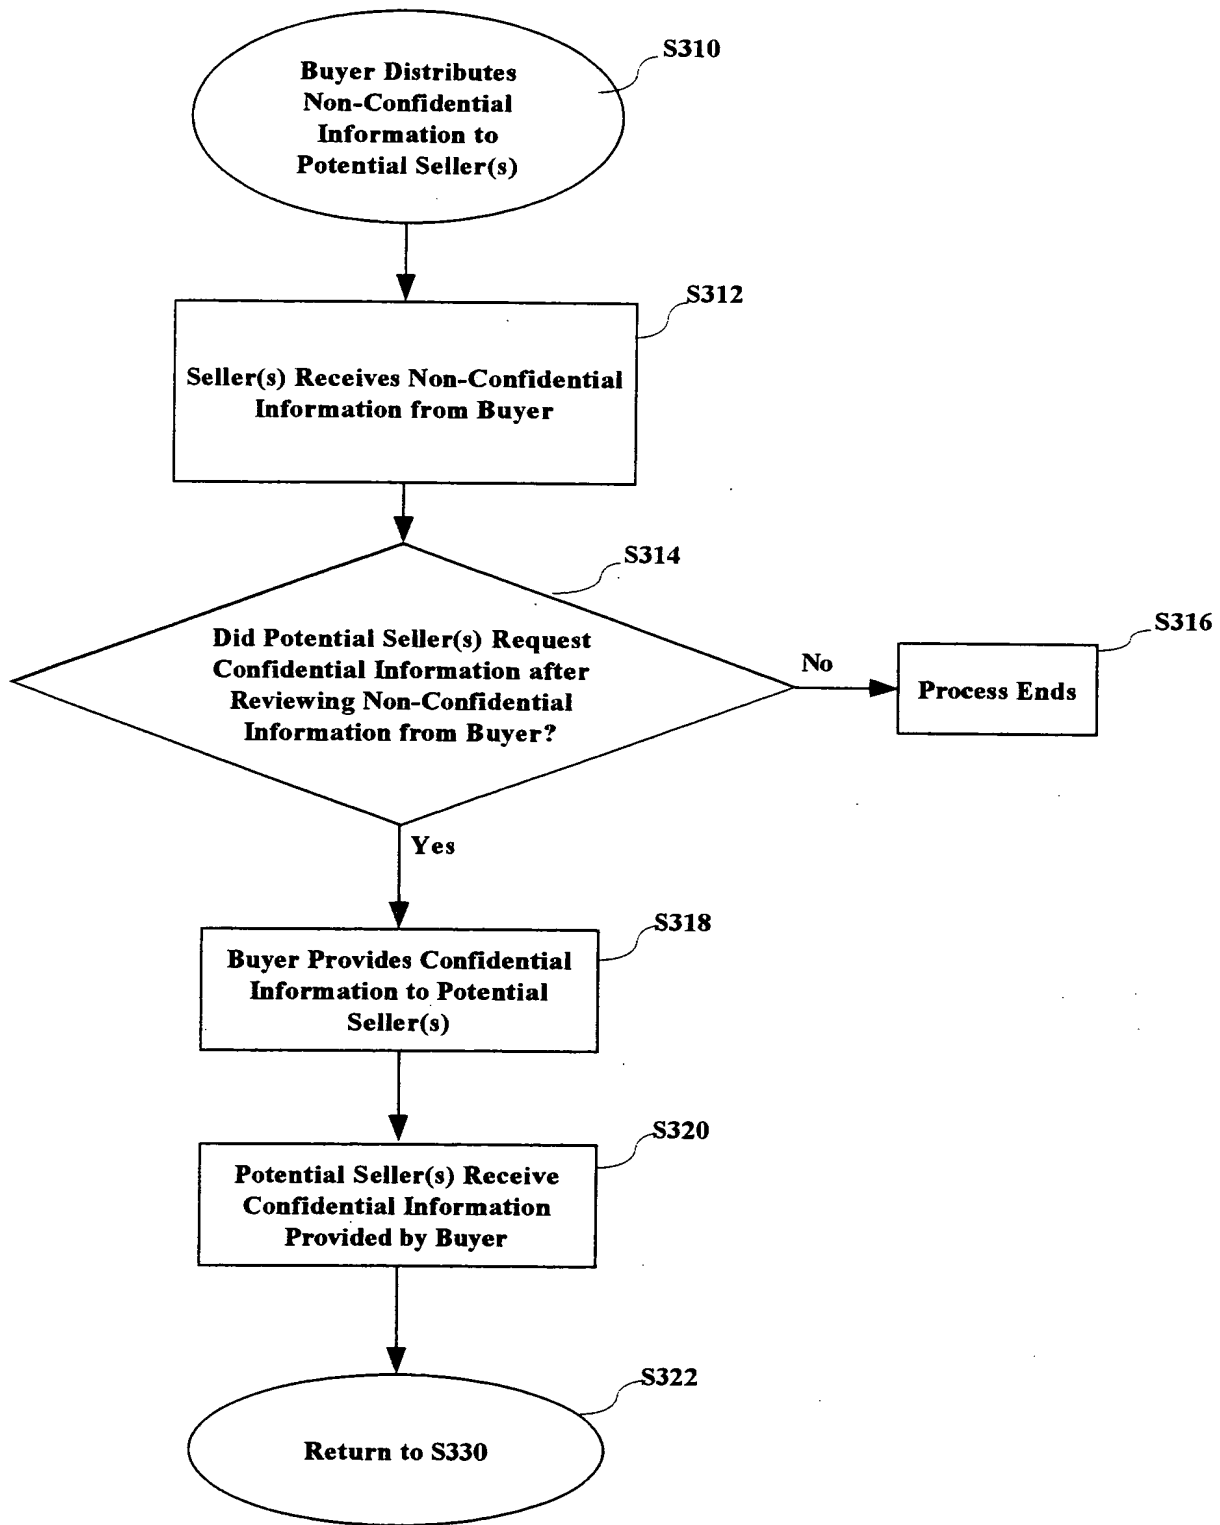 S310
Buyer Distributes
Non-Confidential
Information to
Potential Seller(s)
S312
Seller(s) Receives Non-Confidential
Information from Buyer
S314
Did Potential Seller(s) Request
Confidential Information after
Reviewing Non-Confidential
Information from Buyer?
No
S316
Process Ends
Yes
S318
Buyer Provides Confidential
Information to Potential
Seller(s)
S320
Potential Seller(s) Receive
Confidential Information
Provided by Buyer
S322
Return to S330